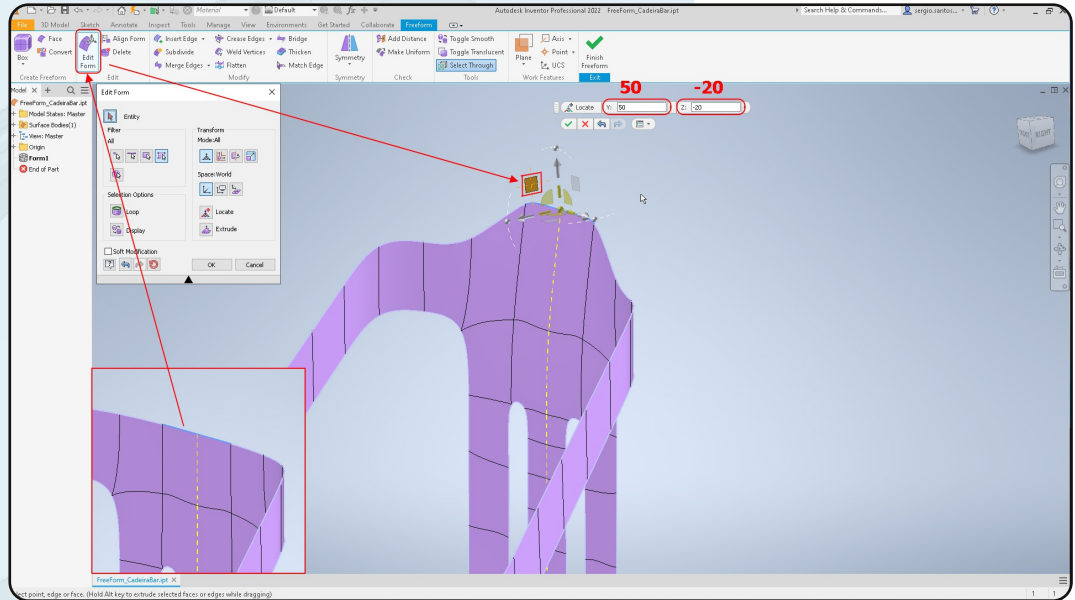 Material
Default
Autodesk Inventor Professional 2022 FreeForm_CadeiraBar.ipt
Search Help & Commands...
sergio.santos...
File 3D Model Sketch Annotate Inspect Tools Manage View Environments Get Started Collaborate Freeform
Face
Convert
Box
Create Freeform
Edit Form
Align Form
Delete
Edit
Insert Edge
Subdivide
Merge Edges
Crease Edges
Weld Vertices
Flatten
Bridge
Thicken
Match Edge
Modify
Symmetry
Symmetry
Add Distance
Make Uniform
Check
Toggle Smooth
Toggle Translucent
Select Through
Tools
Plane
Axis
Point
UCS
Work Features
Finish Freeform
Exit
Model
FreeForm_CadeiraBar.ipt
Model States: Master
Surface Bodies(1)
View: Master
Origin
Form1
End of Part
Edit Form
Entity
Filter
All
Selection Options
Loop
Display
Transform
Mode:All
Space:World
Locate
Extrude
Soft Modification
OK Cancel
50 -20
Locate Y: 50 Z: -20
RIGHT
FreeForm_CadeiraBar.ipt
point, edge or face. (Hold Alt key to extrude selected faces or edges while dragging)
1 1